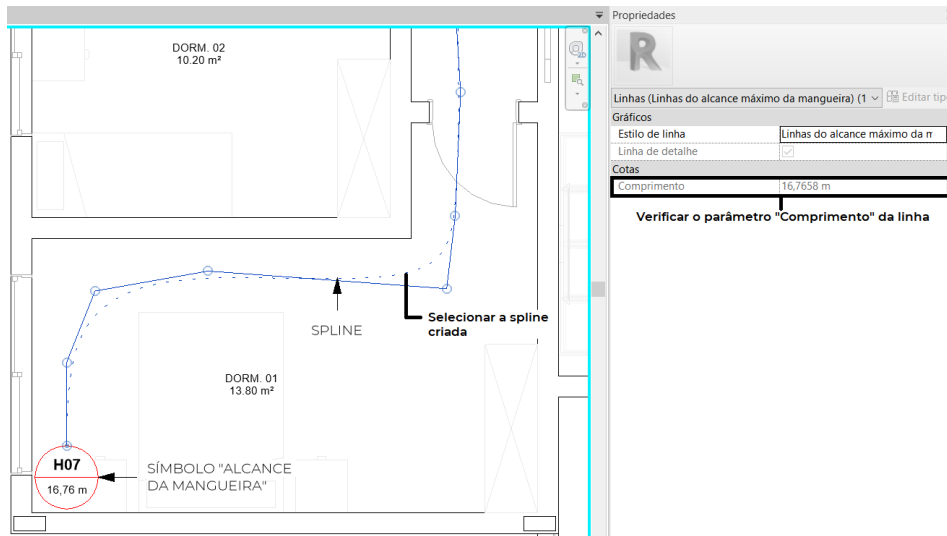 Propriedades
DORM. 02
10.20 m²
2D
R
Linhas (Linhas do alcance máximo da mangueira) (1
Editar tipo
Gráficos
Estilo de linha
Linhas do alcance máximo da m
Linha de detalhe
Cotas
Comprimento
16,7658 m
Verificar o parâmetro "Comprimento" da linha
SPLINE
Selecionar a spline
criada
DORM. 01
13.80 m²
H07
16,76 m
SÍMBOLO "ALCANCE
DA MANGUEIRA"